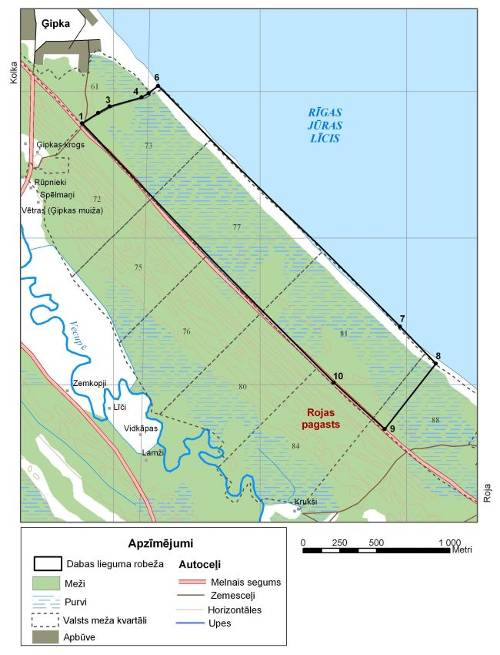 Ģipka
Kolka
6
4
3
1
61
RĪGAS
JŪRAS
LĪCIS
73
Ģipkas krogs
Rūpnieki
Spēlmaņi
Vētras (Ģipkas muiža)
72
77
75
Vecupe
76
81
7
8
10
80
Zemkopji
Līči
Vidkāpas
Lamži
Rojas
pagasts
9
88
84
Krukši
Roja
Apzīmējumi
Dabas lieguma robeža
Meži
Purvi
Valsts meža kvartāli
Apbūve
Autoceļi
Melnais segums
Zemesceļi
Horizontāles
Upes
0 250 500 1 000
Metri